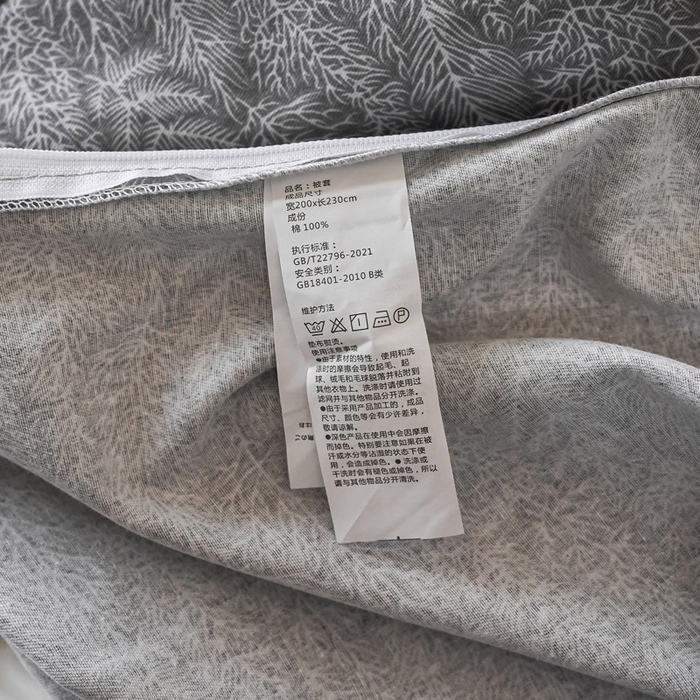 品名：被套
成品尺寸
宽200x长230cm
成份
棉 100%
执行标准：
GB/T22796-2021
安全类别：
GB18401-2010 B类
维护方法
40
P
垫布熨烫。
使用注意事项
●由于素材的特性，使用和洗
涤时的摩擦会导致起毛、起
球、绒毛和毛球脱落并粘附到
其他衣物上。洗涤时请使用过
滤网并与其他物品分开洗涤。
●由于采用产品加工的，成品
尺寸、颜色等会有少许差异，
敬请谅解。
●深色产品在使用中会因摩擦
而掉色。特别要注意如果在被
汗或水分等沾湿的状态下使
用，会造成掉色。●洗涤或
干洗时会有褪色或掉色，所以
请与其他物品分开清洗。